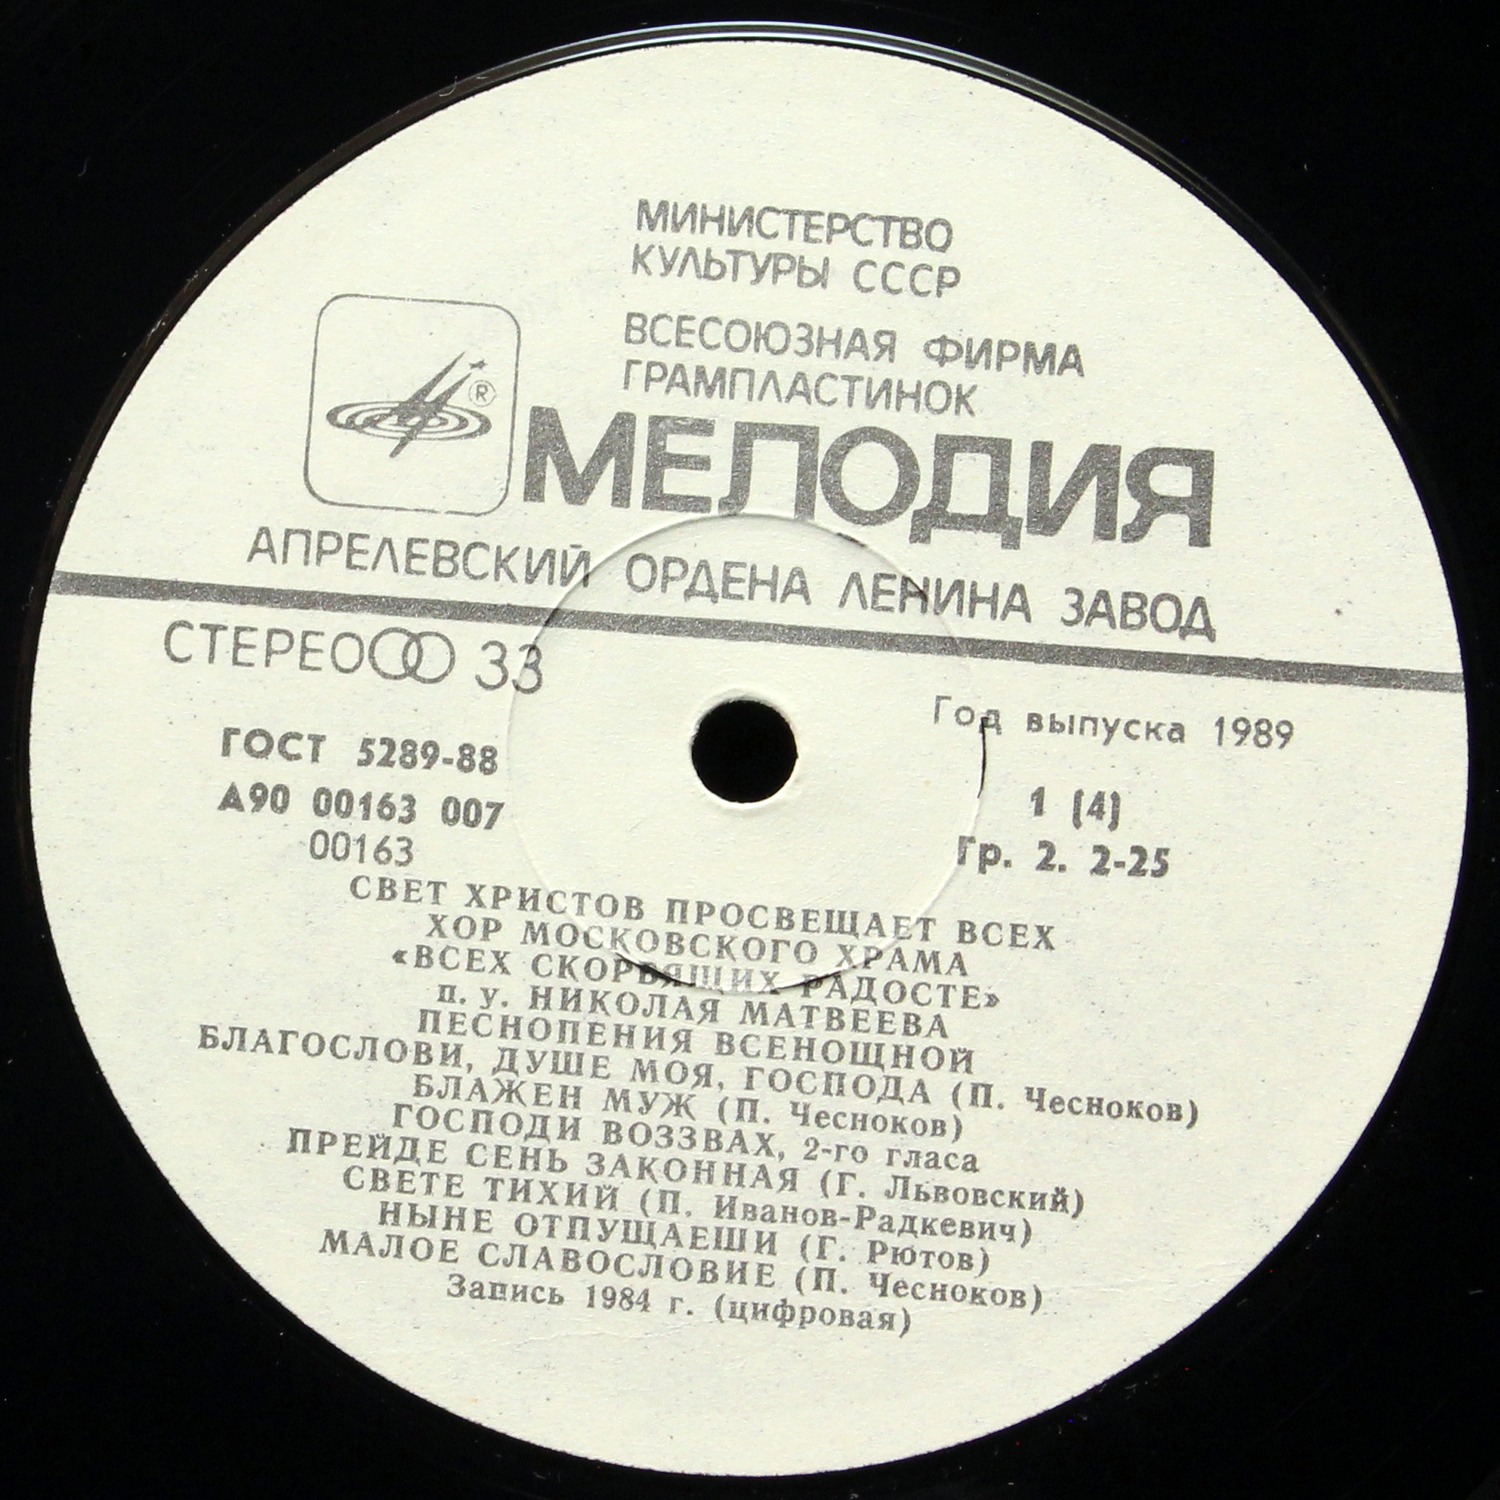 МИНИСТЕРСТВО
КУЛЬТУРЫ СССР
ВСЕСОЮЗНАЯ ФИРМА
ГРАМПЛАСТИНОК
®
МЕЛОДИЯ
АПРЕЛЕВСКИЙ ОРДЕНА ЛЕНИНА ЗАВОД
СТЕРЕО 33
Год выпуска 1989
ГОСТ 5289-88
А90 00163 007
00163
1 (4)
Гр. 2. 2-25
СВЕТ ХРИСТОВ ПРОСВЕЩАЕТ ВСЕХ
ХОР МОСКОВСКОГО ХРАМА
«ВСЕХ СКОРБЯЩИХ РАДОСТЕ»
п. у. НИКОЛАЯ МАТВЕЕВА
ПЕСНОПЕНИЯ ВСЕНОЩНОЙ
БЛАГОСЛОВИ, ДУШЕ МОЯ, ГОСПОДА (П. Чесноков)
БЛАЖЕН МУЖ (П. Чесноков)
ГОСПОДИ ВОЗЗВАХ, 2-го гласа
ПРЕЙДЕ СЕНЬ ЗАКОННАЯ (Г. Львовский)
СВЕТЕ ТИХИЙ (П. Иванов-Радкевич)
НЫНЕ ОТПУЩАЕШИ (Г. Рютов)
МАЛОЕ СЛАВОСЛОВИЕ (П. Чесноков)
Запись 1984 г. (цифровая)